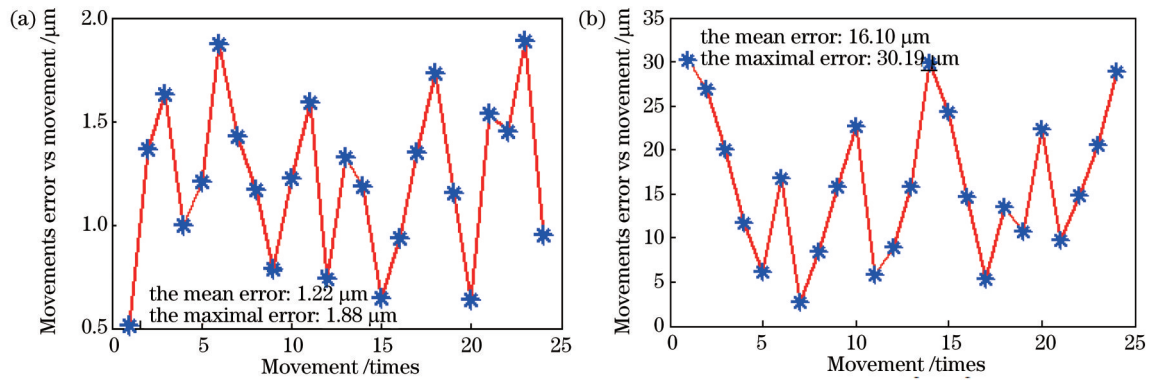 (a)
Movements error vs movement /μm
2.0
1.5
1.0
0.5
the mean error: 1.22 μm
the maximal error: 1.88 μm
0 5 10 15 20 25
Movement /times
(b)
Movements error vs movement /μm
35
30
25
20
15
10
5
0
the mean error: 16.10 μm
the maximal error: 30.19 μm
0 5 10 15 20 25
Movement /times